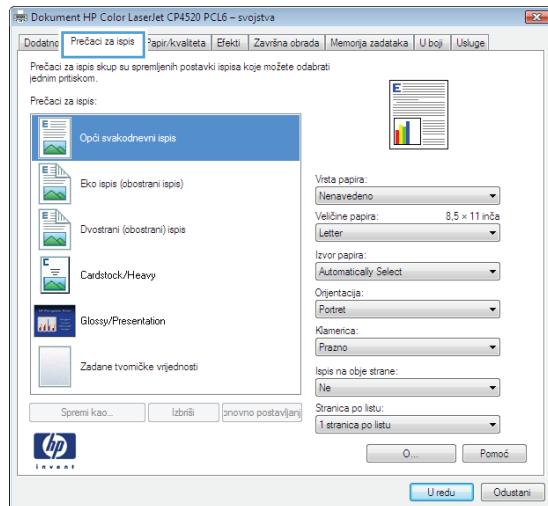 Dokument HP Color LaserJet CP4520 PCL6 – svojstva
Dodatno Prečaci za ispis Papir/kvaliteta Efekti Završna obrada Memorija zadataka U boji Usluge
Prečaci za ispis skup su spremljenih postavki ispisa koje možete odabrati
jednim pritiskom.
Prečaci za ispis:
Opći svakodnevni ispis
Eko ispis (obostrani ispis)
Dvostrani (obostrani) ispis
Cardstock/Heavy
Glossy/Presentation
Zadane tvorničke vrijednosti
Spremi kao... Izbriši onovno postavljanj
hp
invent
E
Vrsta papira:
Nenavedeno
Veličine papira: 8,5 × 11 inča
Letter
Izvor papira:
Automatically Select
Orijentacija:
Portret
Klamerica:
Prazno
Ispis na obje strane:
Ne
Stranica po listu:
1 stranica po listu
O... Pomoć
U redu Odustani